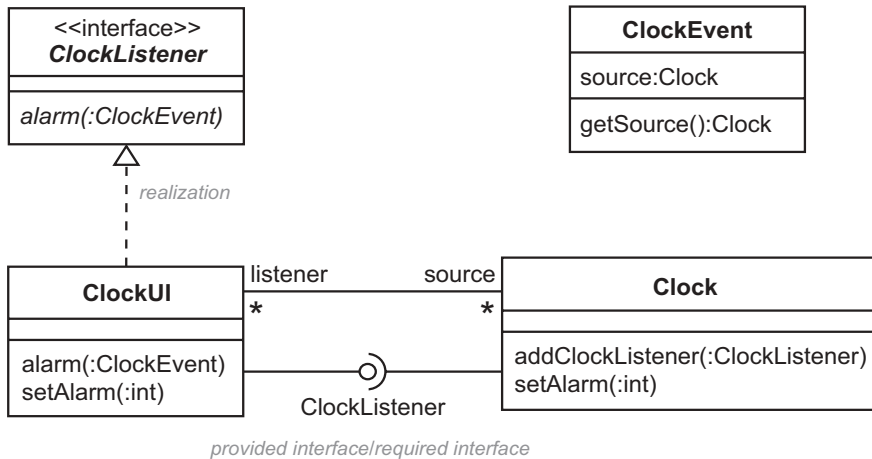 <<interface>>
ClockListener
alarm(:ClockEvent)
ClockEvent
source:Clock
getSource():Clock
realization
ClockUI
alarm(:ClockEvent)
setAlarm(:int)
listener
source
*
*
ClockListener
Clock
addClockListener(:ClockListener)
setAlarm(:int)
provided interface/required interface